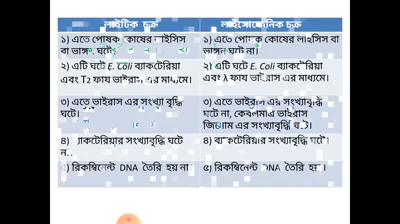 লাইটিক চক্র
১) এতে পোষক কোষের
বা ভাঙ্গন ঘটে।
২) এটি ঘটে E. Coli ব্যাকটেরিয়া
এবং T2 ফায ভাইরাস এর মাধ্যমে।
৩) এতে ভাইরাস এর সংখ্যা বৃদ্ধি
ঘটে।
৪) ব্যাকটেরিয়ার সংখ্যাবৃদ্ধি ঘটে
রিকম্বিনেন্ট DNA তৈরি হয় না
লাইসোজেনিক চক্র
১) এতে পোষক কোষের লাইসিস বা
ভাঙ্গন ঘটে না।
২) এটি ঘটে E. Coli ব্যাকটেরিয়া
এবং λ ফায ভাইরাস এর মাধ্যমে।
৩) এতে ভাইরাস এর সংখ্যাবৃদ্ধি
ঘটে না, কেবলমাত্র ভাইরাস
জিনোম এর সংখ্যাবৃদ্ধি ঘটে।
৪) ব্যাকটেরিয়ার সংখ্যাবৃদ্ধি ঘটে।
৫) রিকম্বিনেন্ট DNA তৈরি হয়।